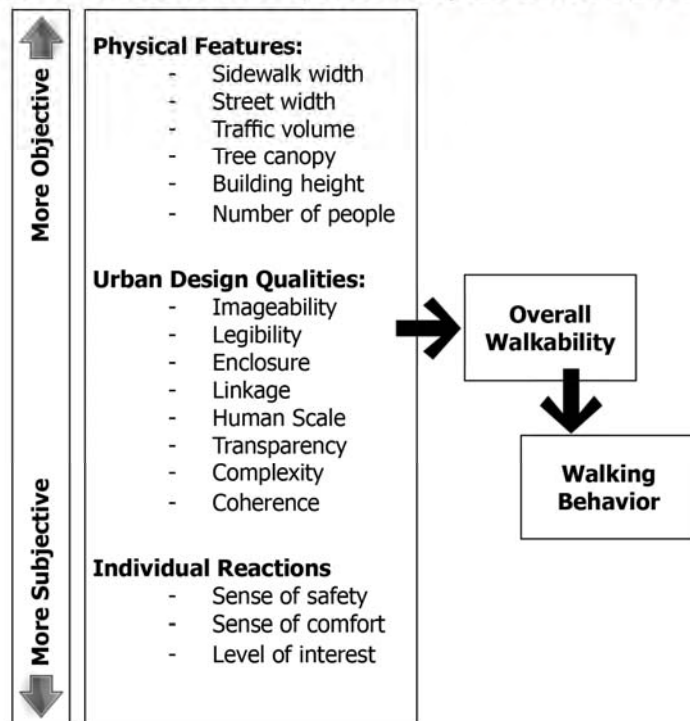 More Objective
More Subjective
Physical Features:
- Sidewalk width
- Street width
- Traffic volume
- Tree canopy
- Building height
- Number of people
Urban Design Qualities:
- Imageability
- Legibility
- Enclosure
- Linkage
- Human Scale
- Transparency
- Complexity
- Coherence
Individual Reactions
- Sense of safety
- Sense of comfort
- Level of interest
Overall
Walkability
Walking
Behavior